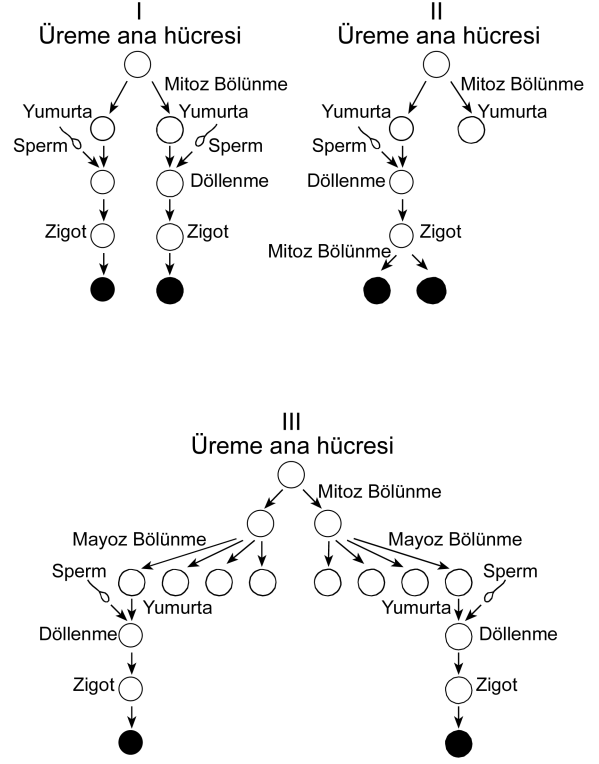 I
Üreme ana hücresi
Mitoz Bölünme
Yumurta
Yumurta
Sperm
Sperm
Döllenme
Zigot
Zigot
II
Üreme ana hücresi
Mitoz Bölünme
Yumurta
Yumurta
Sperm
Döllenme
Zigot
Mitoz Bölünme
III
Üreme ana hücresi
Mitoz Bölünme
Mayoz Bölünme
Mayoz Bölünme
Sperm
Sperm
Yumurta
Yumurta
Döllenme
Döllenme
Zigot
Zigot